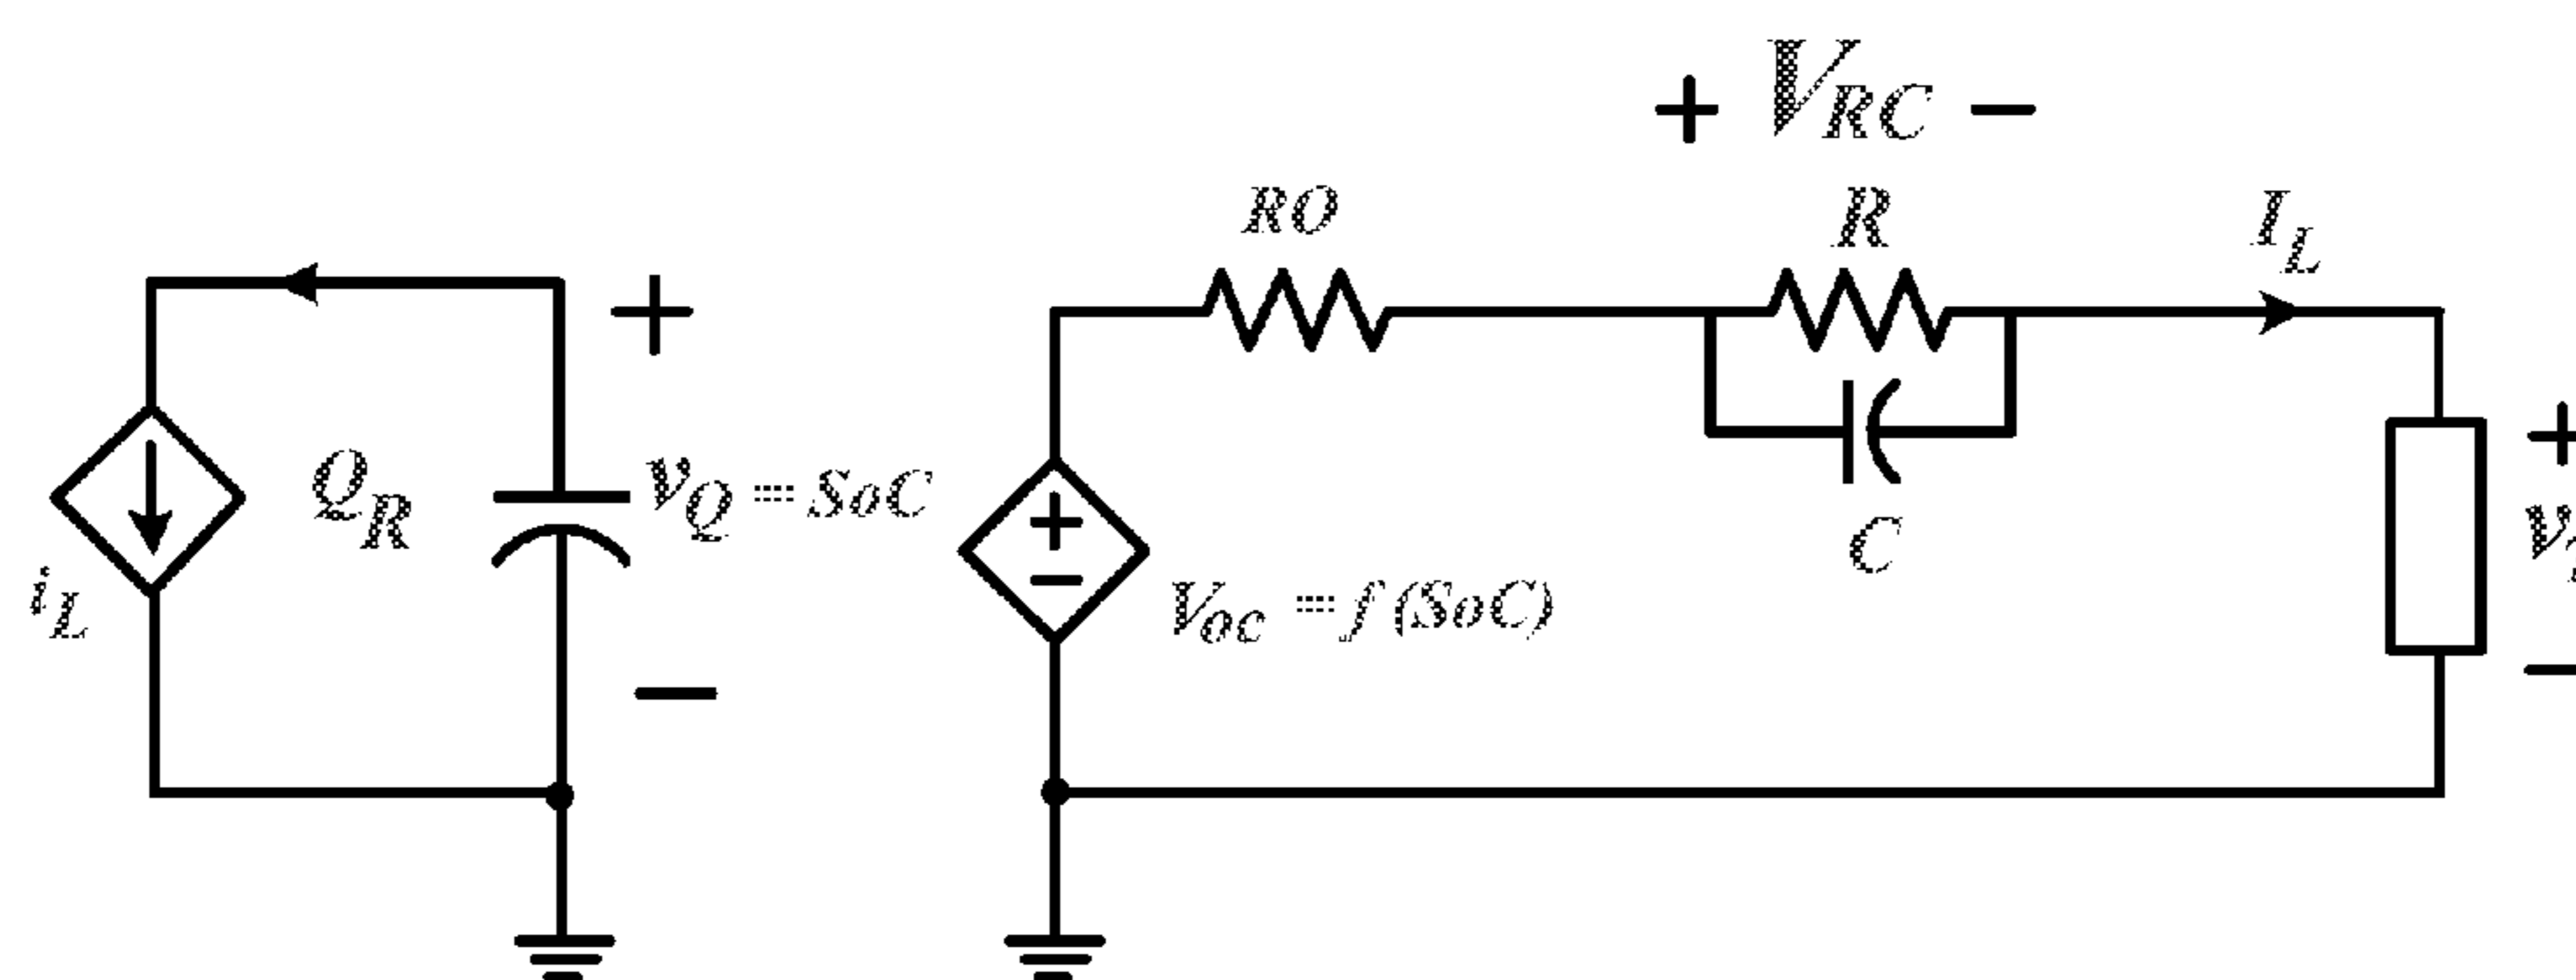 + V_RC −
RO
R
I_L
+
Q_R
v_Q = SoC
i_L
−
+
−
C
V_oc = f (SoC)
+
−